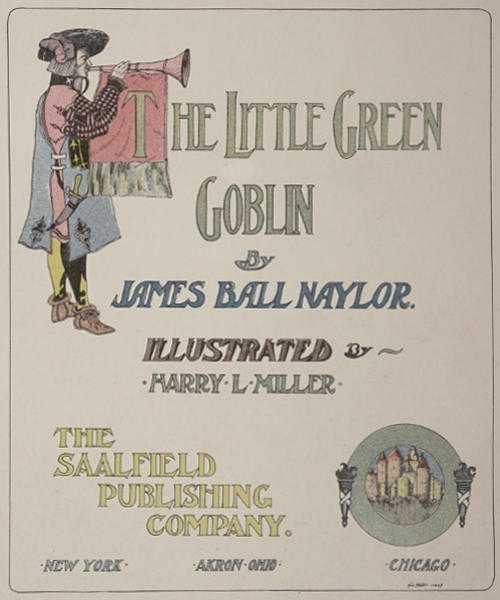 THE LITTLE GREEN
GOBLIN
By
JAMES BALL NAYLOR.
ILLUSTRATED By ~
·HARRY·L·MILLER·
THE
SAALFIELD
PUBLISHING
COMPANY.
·NEW YORK· ·AKRON·OHIO· ·CHICAGO·